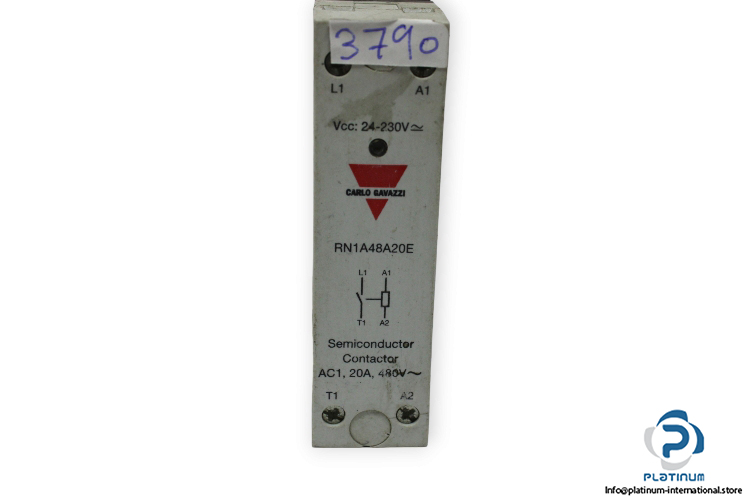 3790
L1 A1
Vcc: 24-230V≂
CARLO GAVAZZI
RN1A48A20E
L1 A1
T1 A2
Semiconductor
Contactor
AC1, 20A, 480V~
T1 A2
PLATINUM
Info@platinum-international.store